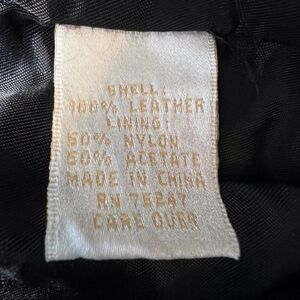 SHELL:
100% LEATHER
LINING:
50% NYLON
50% ACETATE
MADE IN CHINA
RN 75247
CARE OVER